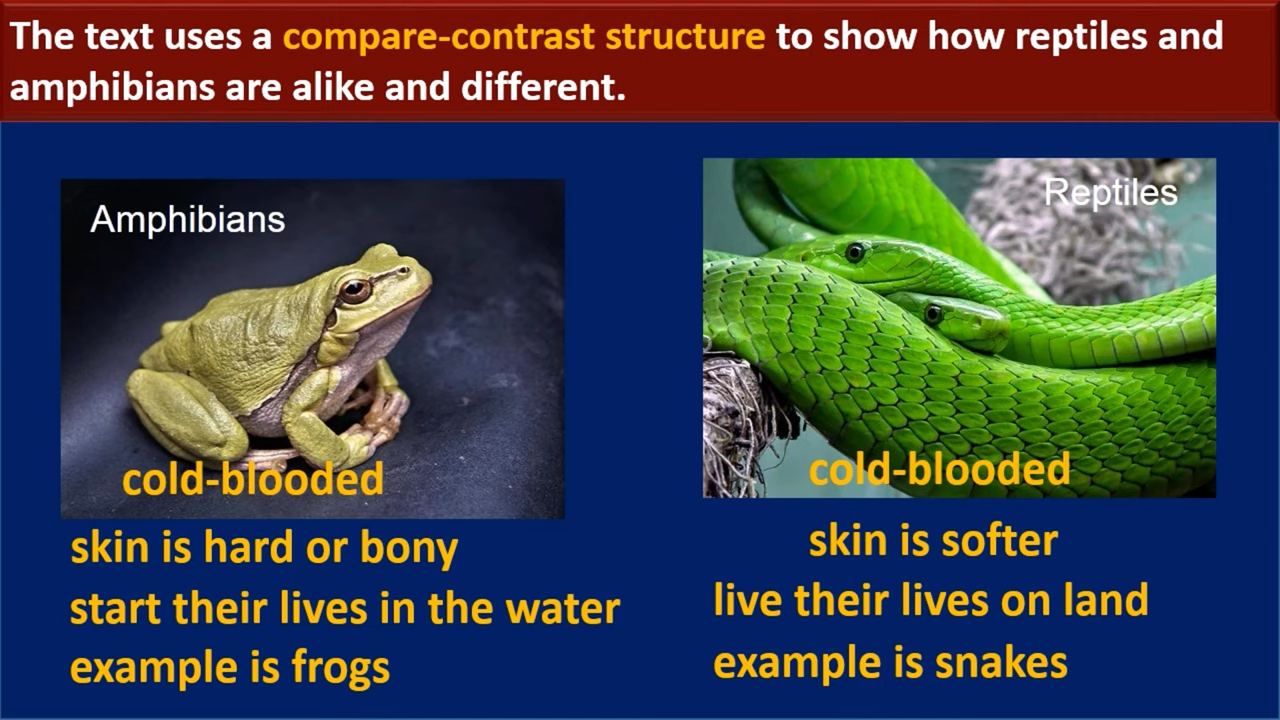 The text uses a compare-contrast structure to show how reptiles and
amphibians are alike and different.
Amphibians
cold-blooded
skin is hard or bony
start their lives in the water
example is frogs
Reptiles
cold-blooded
skin is softer
live their lives on land
example is snakes